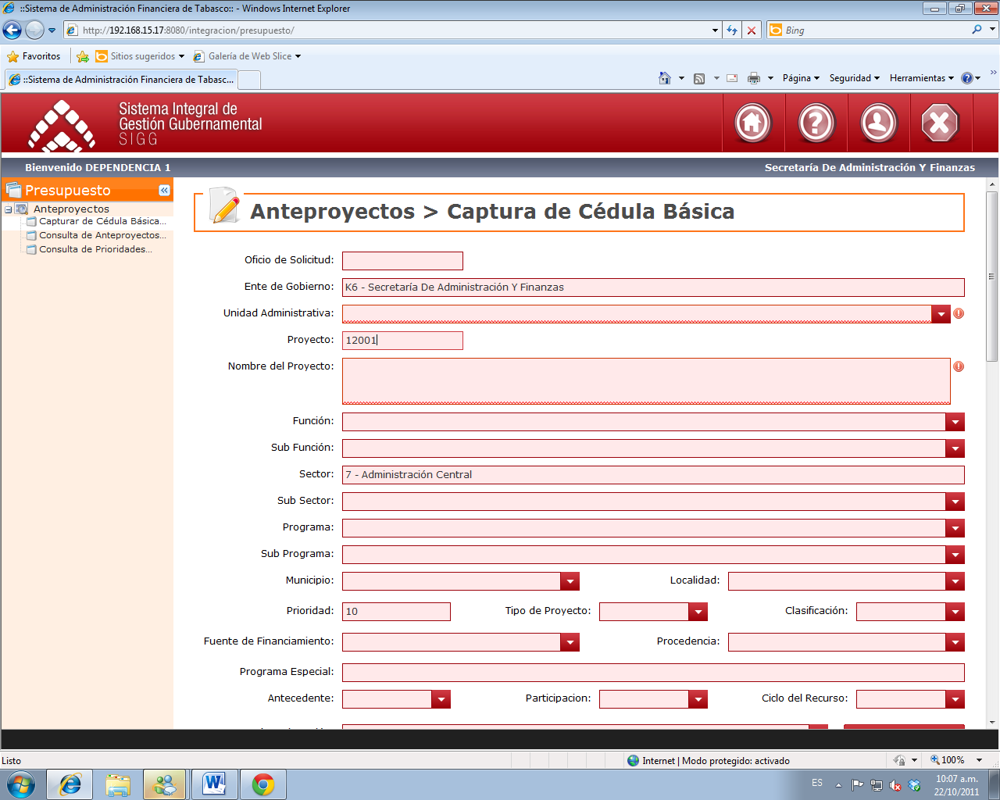 ::Sistema de Administración Financiera de Tabasco:: - Windows Internet Explorer
http://192.168.15.17:8080/integracion/presupuesto/
Bing
Favoritos
Sitios sugeridos
Galería de Web Slice
::Sistema de Administración Financiera de Tabasc...
Página
Seguridad
Herramientas
Sistema Integral de
Gestión Gubernamental
SIGG
Bienvenido DEPENDENCIA 1
Secretaría De Administración Y Finanzas
Presupuesto
Anteproyectos
Capturar de Cédula Básica...
Consulta de Anteproyectos...
Consulta de Prioridades...
Anteproyectos > Captura de Cédula Básica
Oficio de Solicitud:
Ente de Gobierno: K6 - Secretaría De Administración Y Finanzas
Unidad Administrativa:
Proyecto: 12001
Nombre del Proyecto:
Función:
Sub Función:
Sector: 7 - Administración Central
Sub Sector:
Programa:
Sub Programa:
Municipio: Localidad:
Prioridad: 10 Tipo de Proyecto: Clasificación:
Fuente de Financiamiento: Procedencia:
Programa Especial:
Antecedente: Participacion: Ciclo del Recurso:
Listo
Internet | Modo protegido: activado
100%
ES
10:07 a.m.
22/10/2011